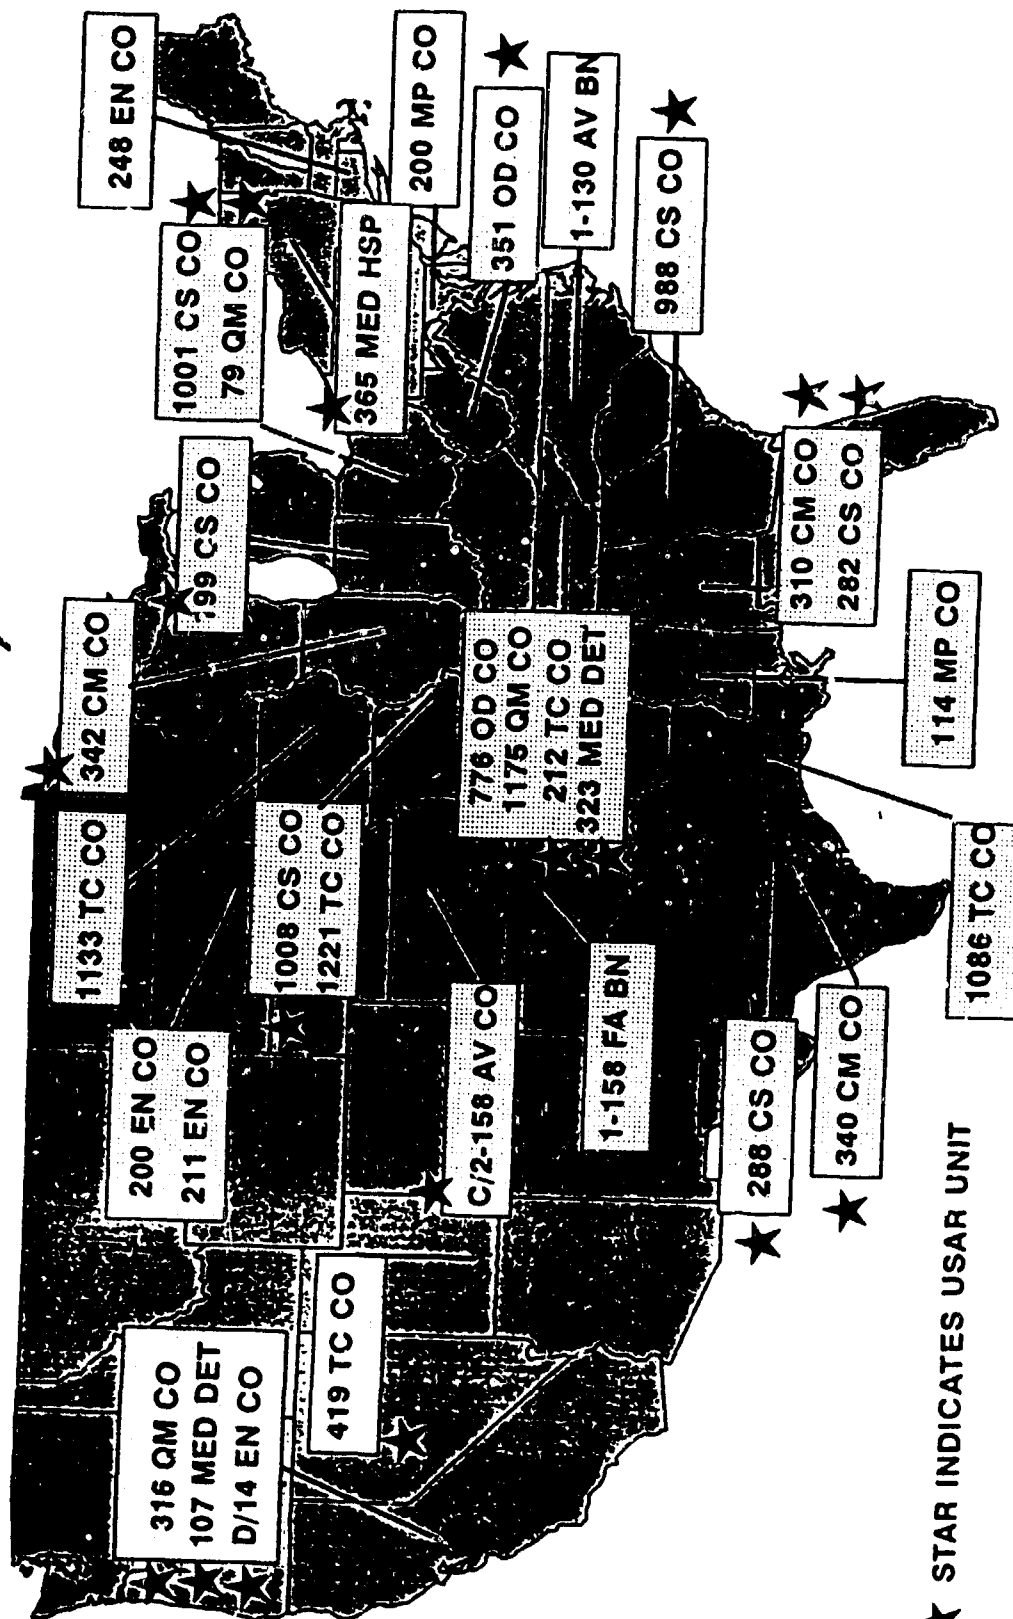 248 EN CO
1001 CS CO
79 QM CO
199 CS CO
342 CM CO
1133 TC CO
200 EN CO
211 EN CO
316 QM CO
107 MED DET
D/14 EN CO
365 MED HSP
200 MP CO
351 OD CO
1-130 AV BN
988 CS CO
1008 CS CO
1221 TC CO
419 TC CO
776 OD CO
1175 QM CO
212 TC CO
323 MED DET
C/2-158 AV CO
1-158 FA BN
310 CM CO
282 CS CO
114 MP CO
1086 TC CO
288 CS CO
340 CM CO
★ STAR INDICATES USAR UNIT